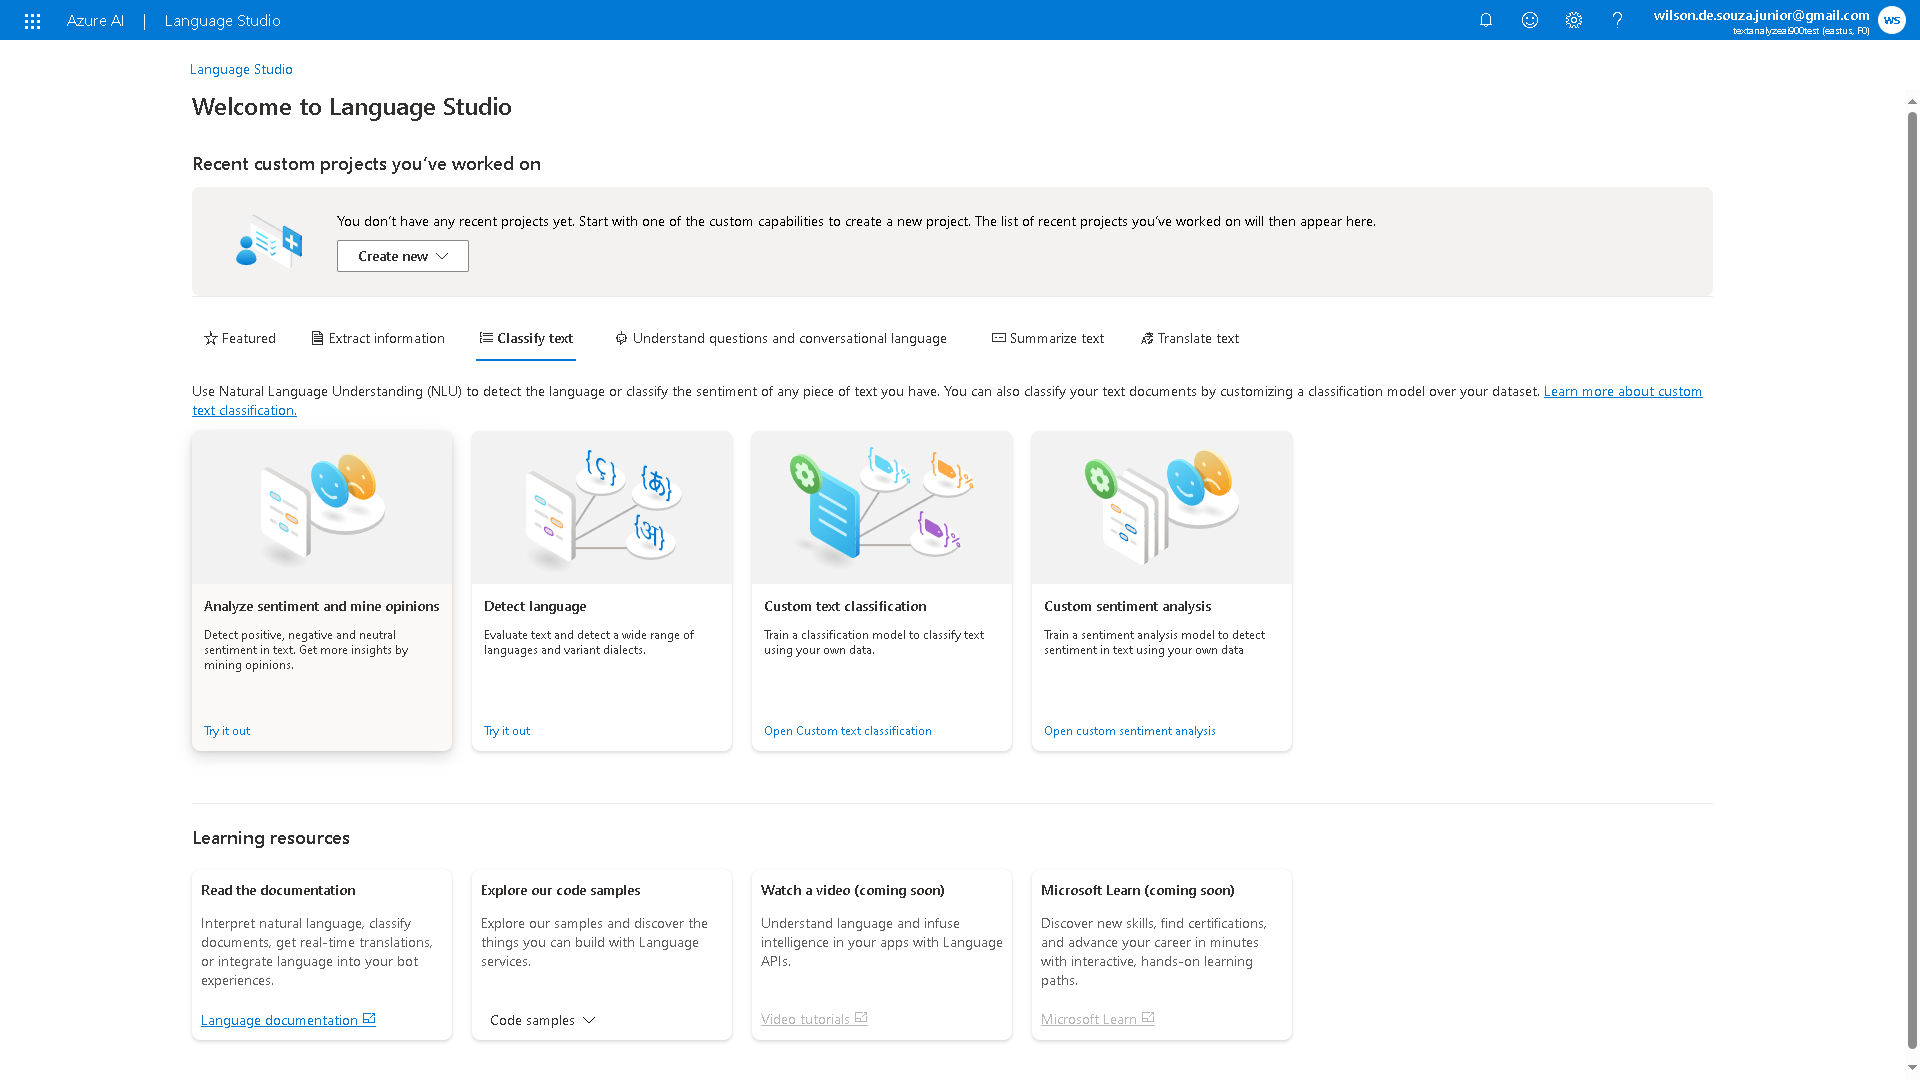 Azure AI | Language Studio
wilson.de.souza.junior@gmail.com
textanalyzeai900test (eastus, F0)
WS
Language Studio
Welcome to Language Studio
Recent custom projects you've worked on
You don't have any recent projects yet. Start with one of the custom capabilities to create a new project. The list of recent projects you've worked on will then appear here.
Create new
Featured
Extract information
Classify text
Understand questions and conversational language
Summarize text
Translate text
Use Natural Language Understanding (NLU) to detect the language or classify the sentiment of any piece of text you have. You can also classify your text documents by customizing a classification model over your dataset. Learn more about custom
text classification.
{ç}
{あ}
{अ}
Analyze sentiment and mine opinions
Detect positive, negative and neutral
sentiment in text. Get more insights by
mining opinions.
Try it out
Detect language
Evaluate text and detect a wide range of
languages and variant dialects.
Try it out
Custom text classification
Train a classification model to classify text
using your own data.
Open Custom text classification
Custom sentiment analysis
Train a sentiment analysis model to detect
sentiment in text using your own data
Open custom sentiment analysis
Learning resources
Read the documentation
Interpret natural language, classify
documents, get real-time translations,
or integrate language into your bot
experiences.
Language documentation
Explore our code samples
Explore our samples and discover the
things you can build with Language
services.
Code samples
Watch a video (coming soon)
Understand language and infuse
intelligence in your apps with Language
APIs.
Video tutorials
Microsoft Learn (coming soon)
Discover new skills, find certifications,
and advance your career in minutes
with interactive, hands-on learning
paths.
Microsoft Learn